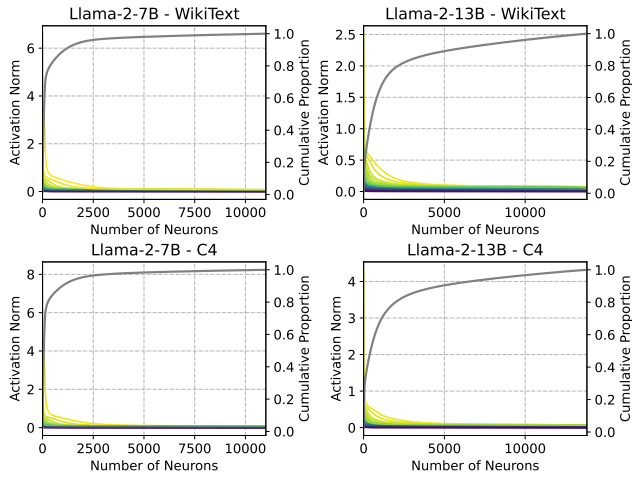 Llama-2-7B - WikiText
Llama-2-13B - WikiText
Activation Norm
6
4
2
0
1.0
0.8
0.6
0.4
0.2
0.0
Cumulative Proportion
0 2500 5000 7500 10000
Number of Neurons
Activation Norm
2.5
2.0
1.5
1.0
0.5
0.0
1.0
0.8
0.6
0.4
0.2
0.0
Cumulative Proportion
0 5000 10000
Number of Neurons
Llama-2-7B - C4
Llama-2-13B - C4
Activation Norm
8
6
4
2
0
1.0
0.8
0.6
0.4
0.2
0.0
Cumulative Proportion
0 2500 5000 7500 10000
Number of Neurons
Activation Norm
4
3
2
1
0
1.0
0.8
0.6
0.4
0.2
0.0
Cumulative Proportion
0 5000 10000
Number of Neurons